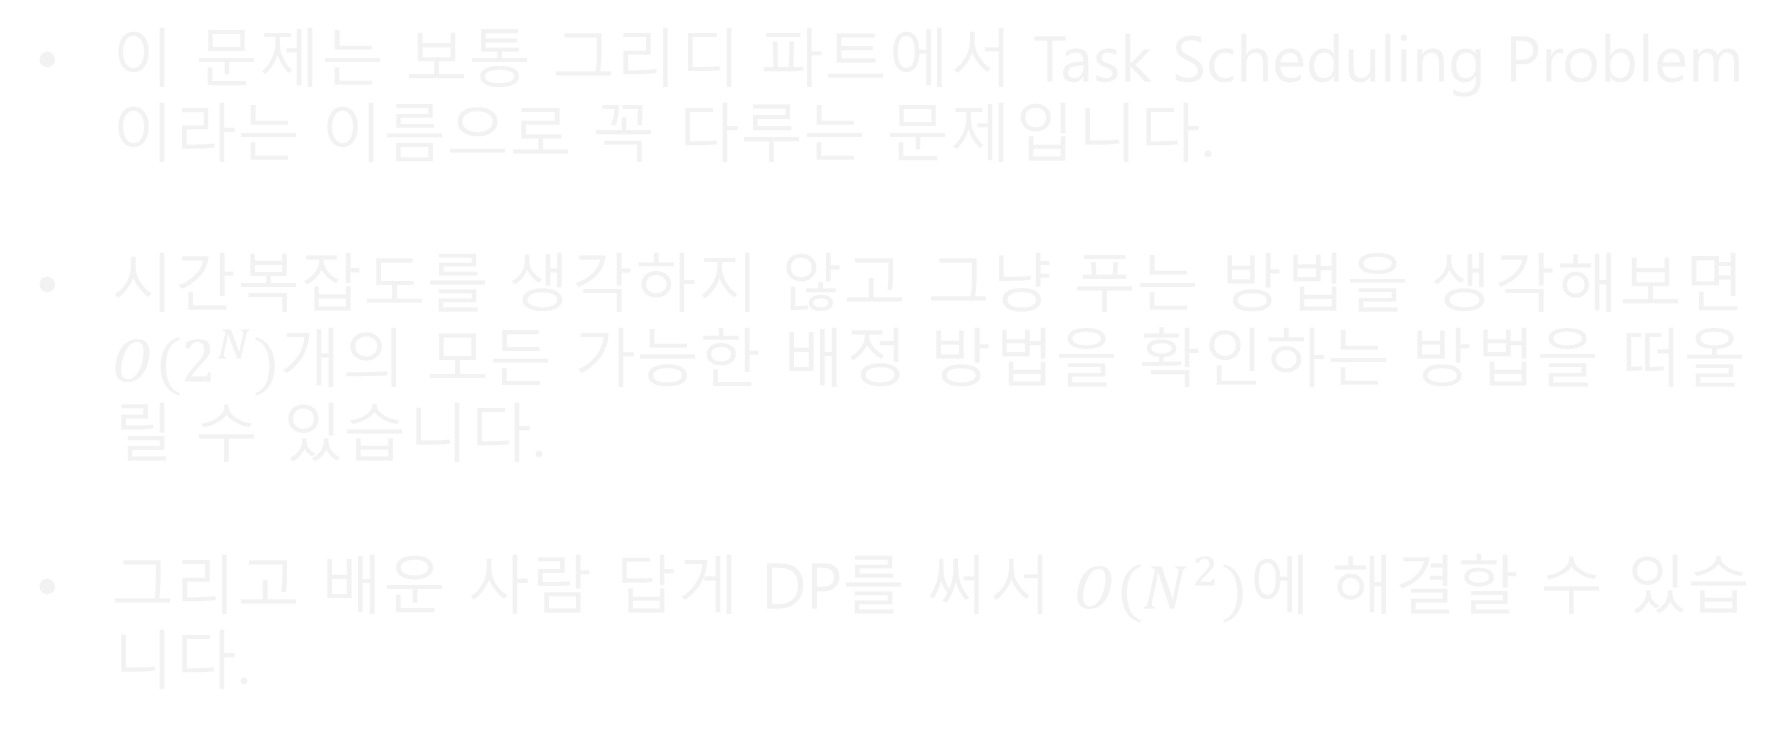 • 이 문제는 보통 그리디 파트에서 Task Scheduling Problem
이라는 이름으로 꼭 다루는 문제입니다.
• 시간복잡도를 생각하지 않고 그냥 푸는 방법을 생각해보면
O(2^N)개의 모든 가능한 배정 방법을 확인하는 방법을 떠올
릴 수 있습니다.
• 그리고 배운 사람 답게 DP를 써서 O(N^2)에 해결할 수 있습
니다.